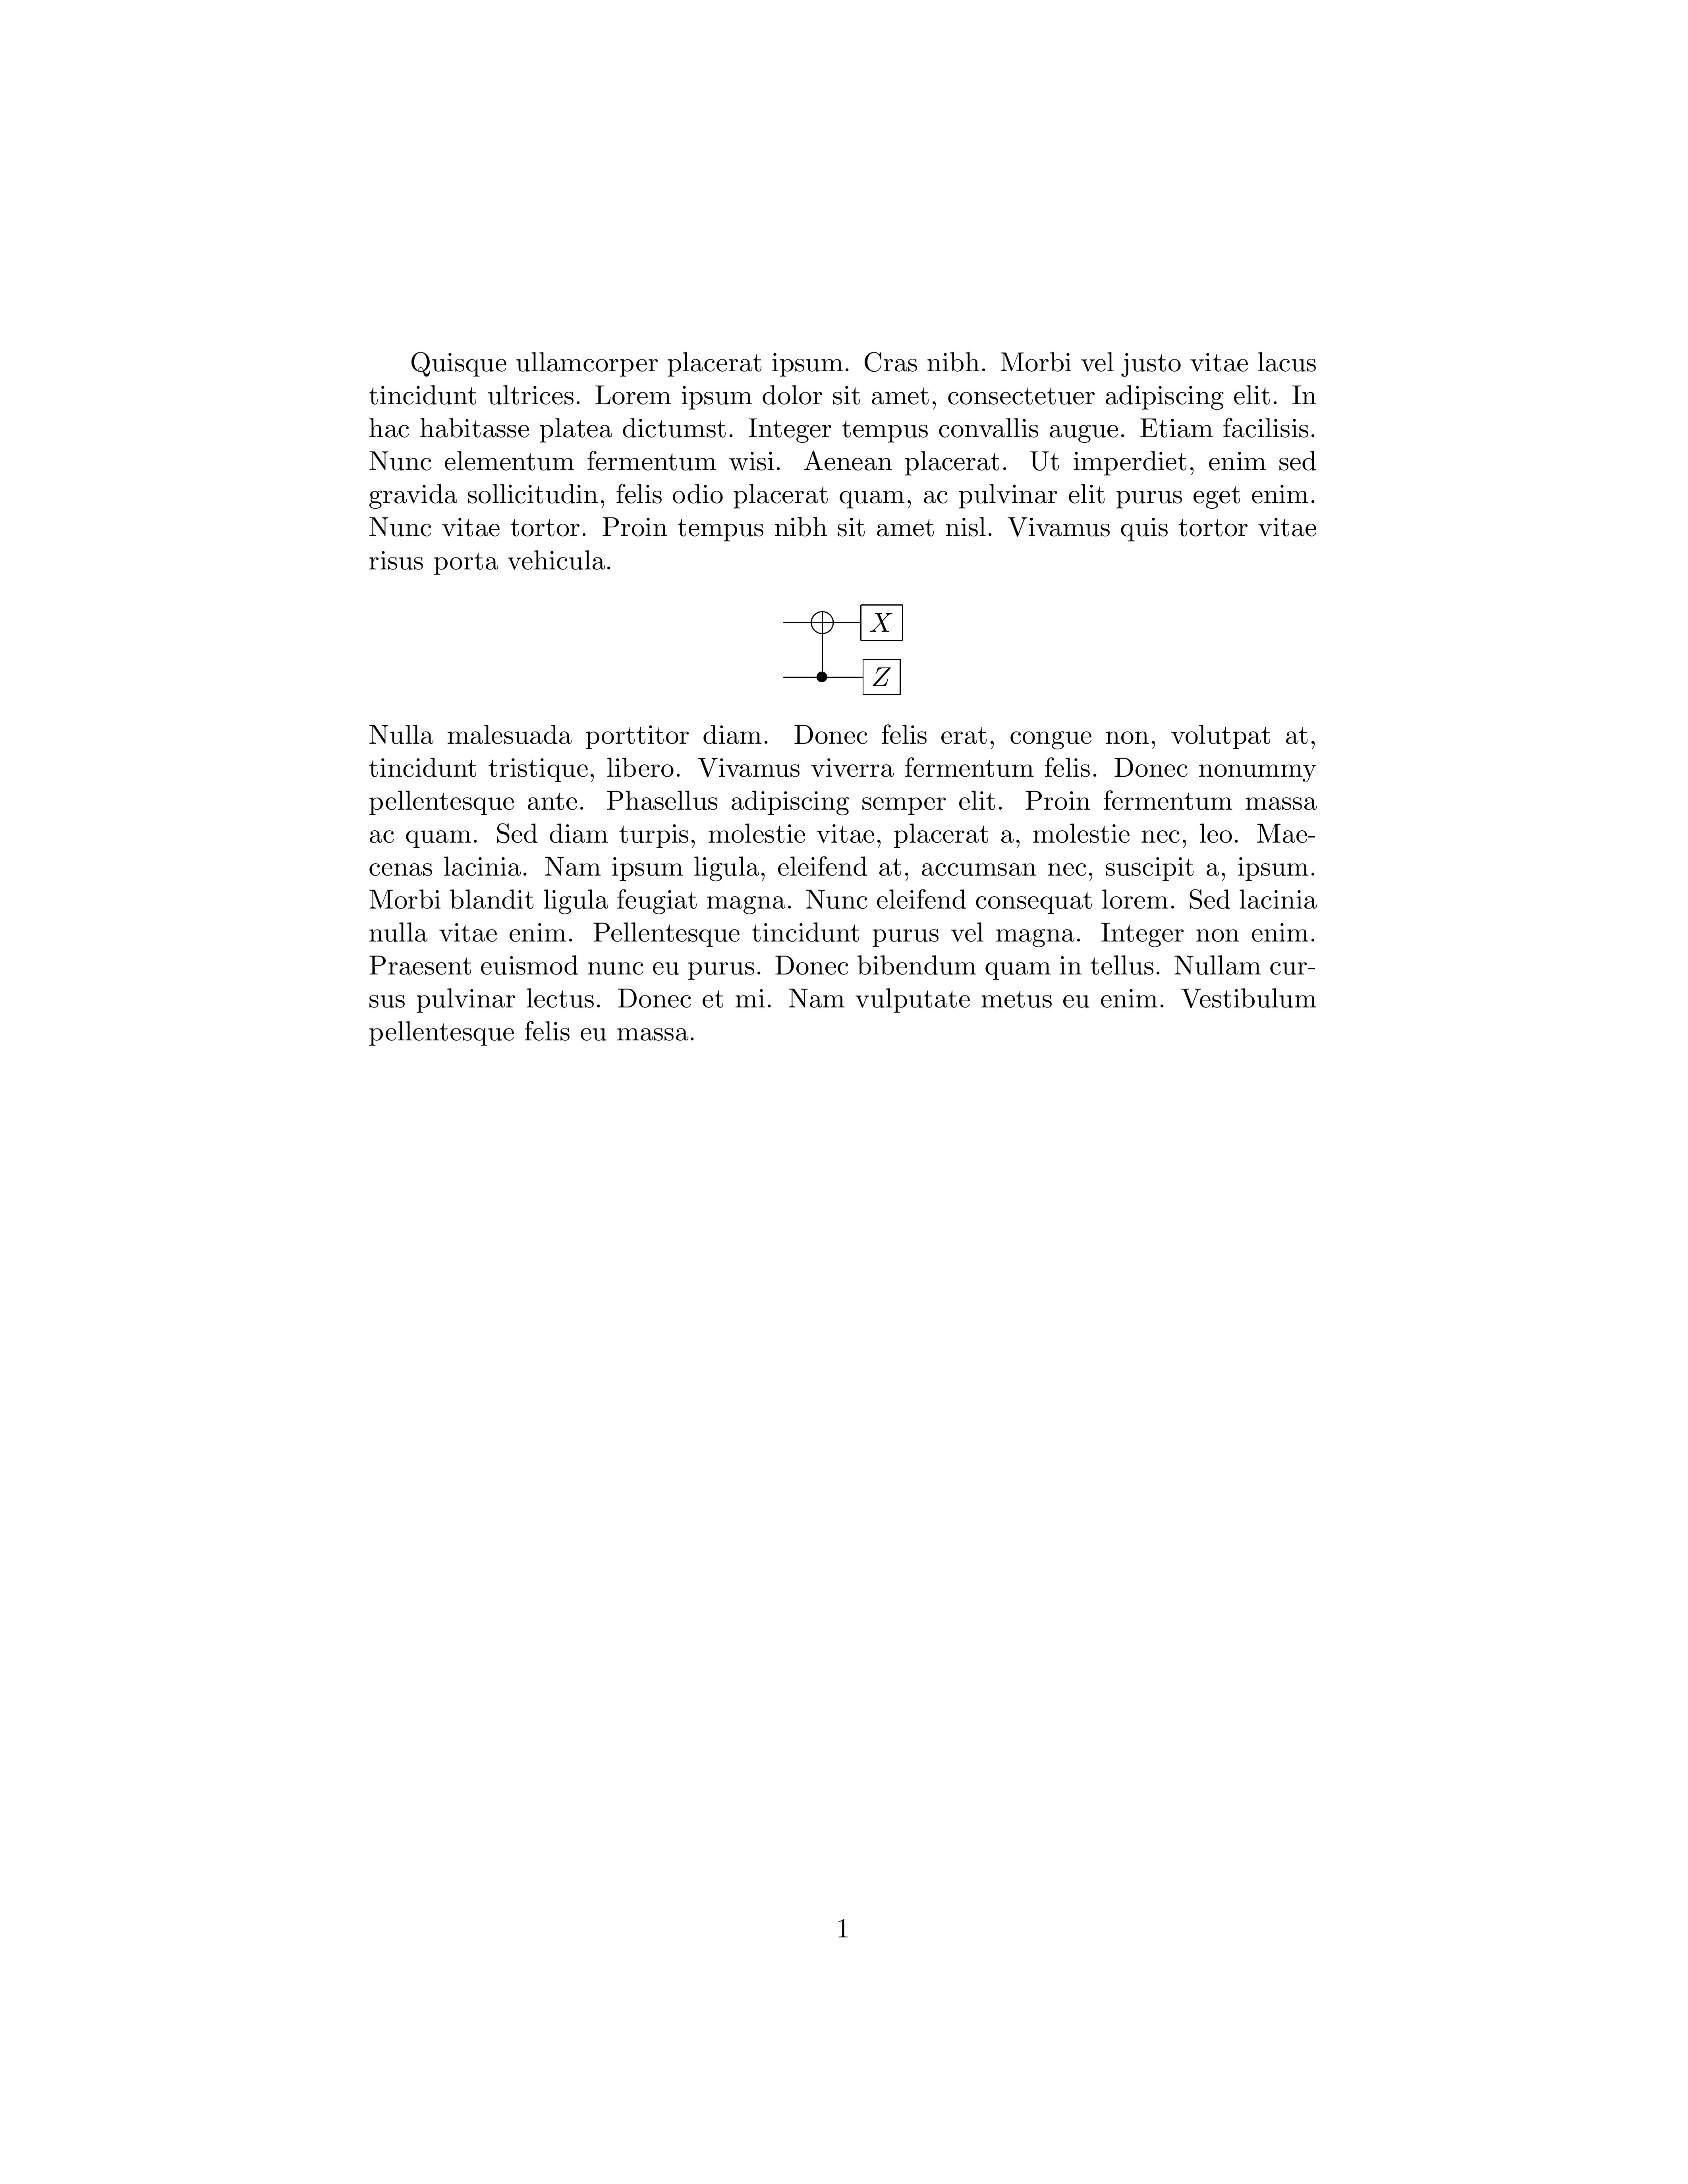 Quisque ullamcorper placerat ipsum. Cras nibh. Morbi vel justo vitae lacus
tincidunt ultrices. Lorem ipsum dolor sit amet, consectetuer adipiscing elit. In
hac habitasse platea dictumst. Integer tempus convallis augue. Etiam facilisis.
Nunc elementum fermentum wisi. Aenean placerat. Ut imperdiet, enim sed
gravida sollicitudin, felis odio placerat quam, ac pulvinar elit purus eget enim.
Nunc vitae tortor. Proin tempus nibh sit amet nisl. Vivamus quis tortor vitae
risus porta vehicula.
X
Z
Nulla malesuada porttitor diam. Donec felis erat, congue non, volutpat at,
tincidunt tristique, libero. Vivamus viverra fermentum felis. Donec nonummy
pellentesque ante. Phasellus adipiscing semper elit. Proin fermentum massa
ac quam. Sed diam turpis, molestie vitae, placerat a, molestie nec, leo. Mae-
cenas lacinia. Nam ipsum ligula, eleifend at, accumsan nec, suscipit a, ipsum.
Morbi blandit ligula feugiat magna. Nunc eleifend consequat lorem. Sed lacinia
nulla vitae enim. Pellentesque tincidunt purus vel magna. Integer non enim.
Praesent euismod nunc eu purus. Donec bibendum quam in tellus. Nullam cur-
sus pulvinar lectus. Donec et mi. Nam vulputate metus eu enim. Vestibulum
pellentesque felis eu massa.
1